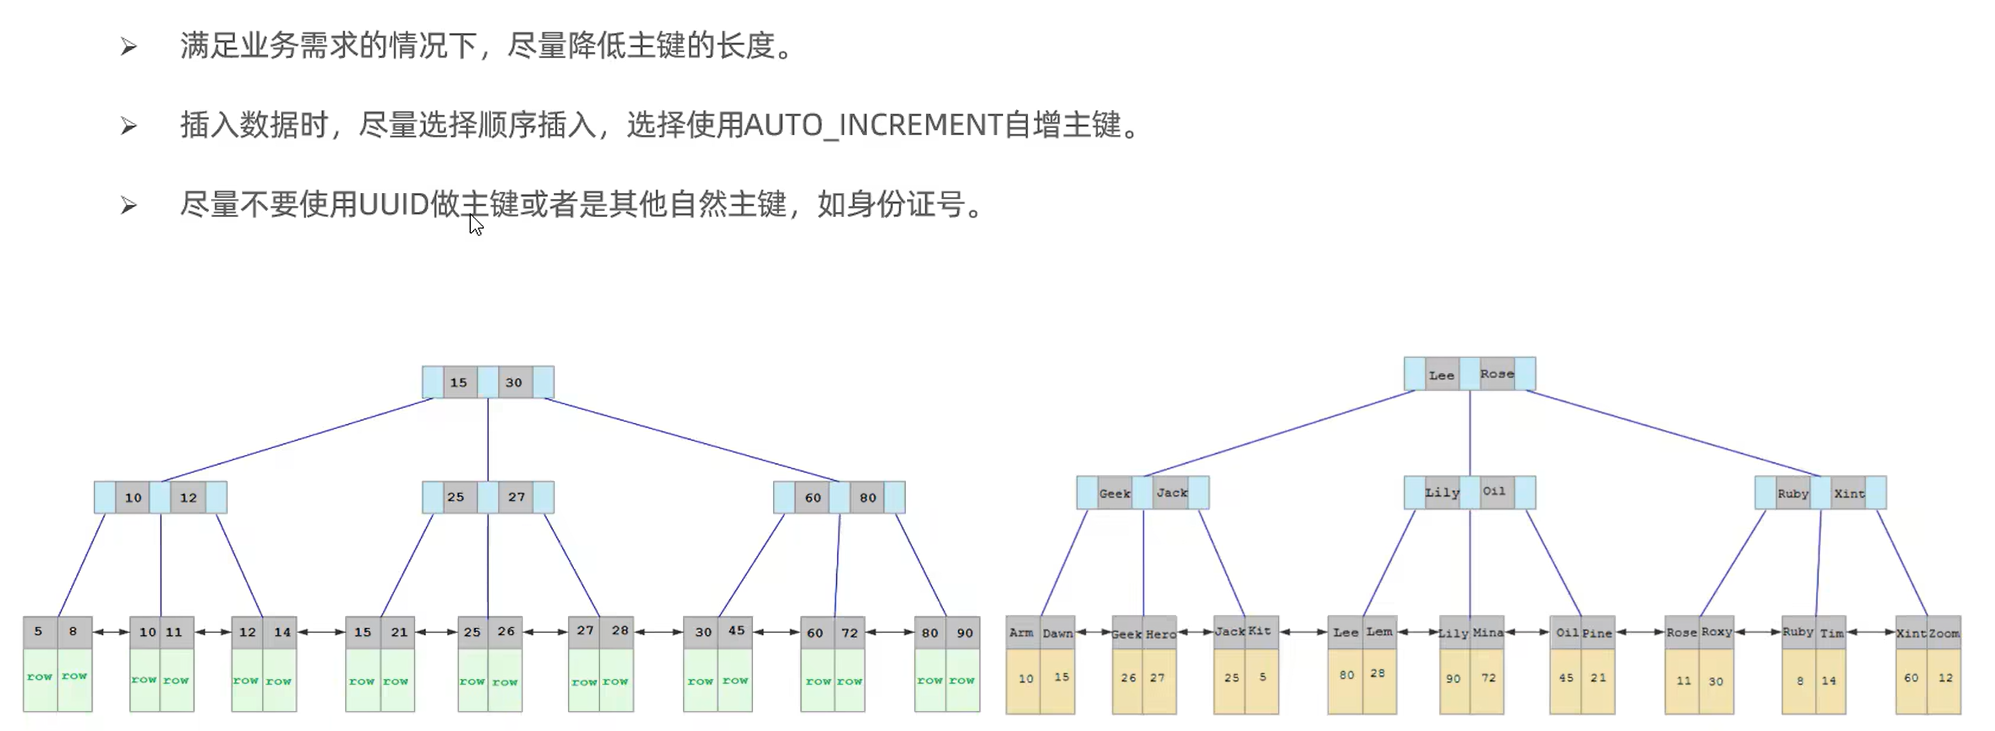 满足业务需求的情况下，尽量降低主键的长度。
插入数据时，尽量选择顺序插入，选择使用AUTO_INCREMENT自增主键。
尽量不要使用UUID做主键或者是其他自然主键，如身份证号。
15 30
10 12 25 27 60 80
5 8 10 11 12 14 15 21 25 26 27 28 30 45 60 72 80 90
row row row row row row row row row row row row row row row row row row
Lee Rose
Geek Jack Lily Oil Ruby Xint
Arm Dawn Geek Hero Jack Kit Lee Lem Lily Mina Oil Pine Rose Roxy Ruby Tim Xint Zoom
10 15 26 27 25 5 80 28 90 72 45 21 11 30 8 14 60 12